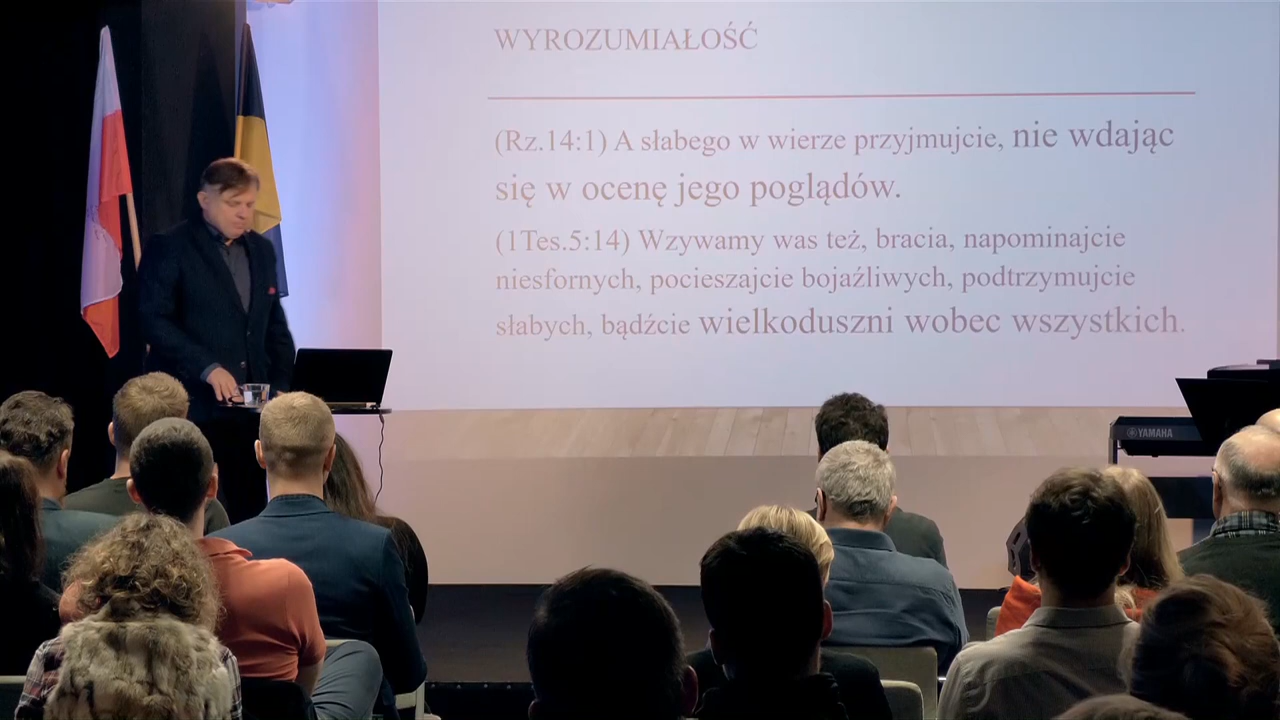 WYROZUMIAŁOŚĆ
(Rz.14:1) A słabego w wierze przyjmujcie, nie wdając
się w ocenę jego poglądów.
(1Tes.5:14) Wzywamy was też, bracia, napominajcie
niesfornych, pocieszajcie bojaźliwych, podtrzymujcie
słabych, bądźcie wielkoduszni wobec wszystkich.
YAMAHA